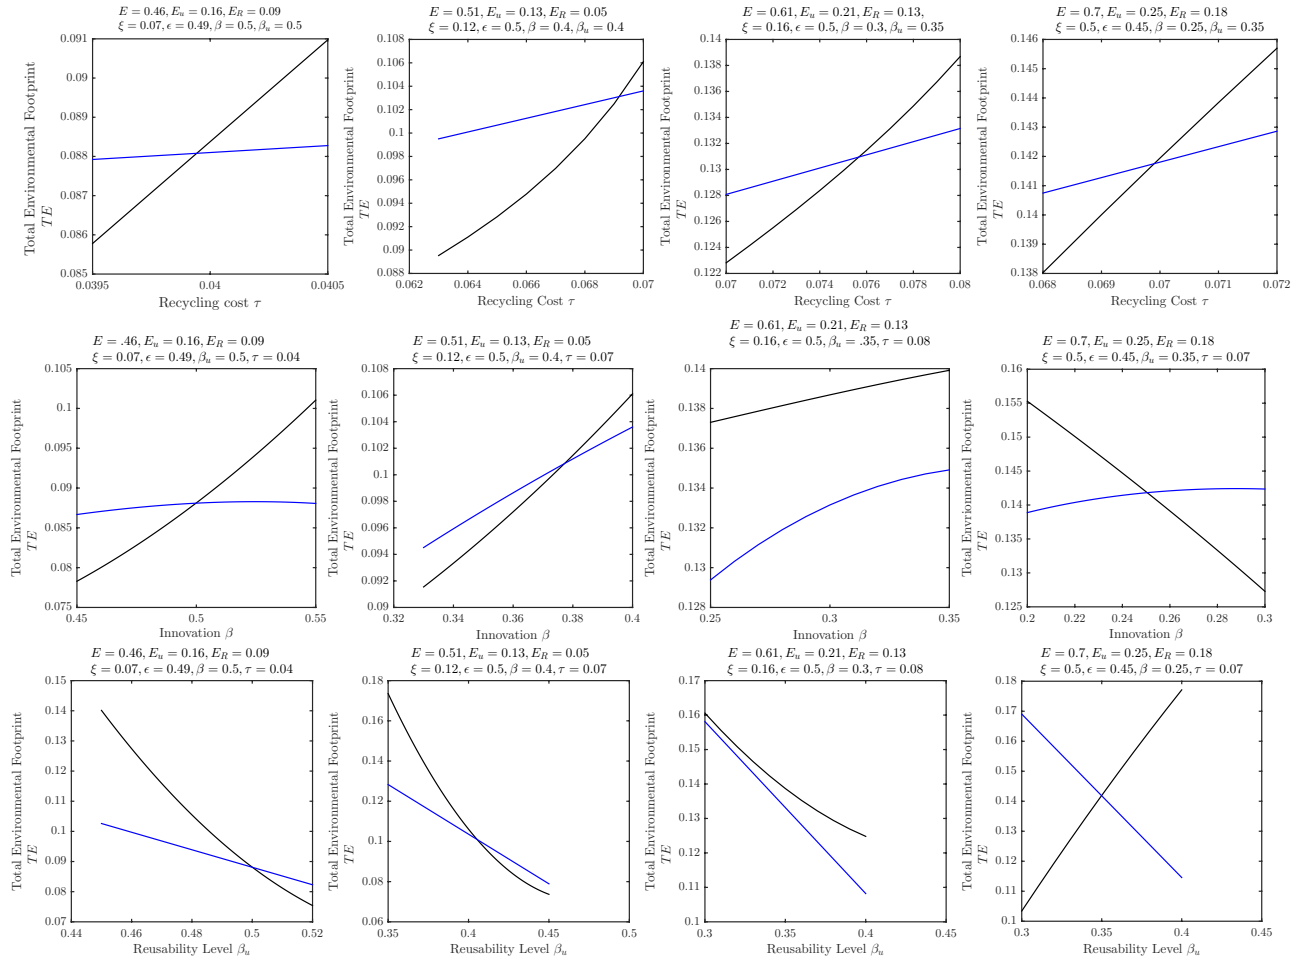 E = 0.46, E_u = 0.16, E_R = 0.09
ξ = 0.07, ϵ = 0.49, β = 0.5, β_u = 0.5
Total Environmental Footprint
TE
0.091
0.09
0.089
0.088
0.087
0.086
0.085
0.0395
0.04
0.0405
Recycling cost τ
E = 0.51, E_u = 0.13, E_R = 0.05
ξ = 0.12, ϵ = 0.5, β = 0.4, β_u = 0.4
Total Environmental Footprint
TE
0.108
0.106
0.104
0.102
0.1
0.098
0.096
0.094
0.092
0.09
0.088
0.062
0.064
0.066
0.068
0.07
Recycling Cost τ
E = 0.61, E_u = 0.21, E_R = 0.13,
ξ = 0.16, ϵ = 0.5, β = 0.3, β_u = 0.35
Total Environmental Footprint
TE
0.14
0.138
0.136
0.134
0.132
0.13
0.128
0.126
0.124
0.122
0.07
0.072
0.074
0.076
0.078
0.08
Recycling Cost τ
E = 0.7, E_u = 0.25, E_R = 0.18
ξ = 0.5, ϵ = 0.45, β = 0.25, β_u = 0.35
Total Environmental Footprint
TE
0.146
0.145
0.144
0.143
0.142
0.141
0.14
0.139
0.138
0.068
0.069
0.07
0.071
0.072
Recycling Cost τ
E = .46, E_u = 0.16, E_R = 0.09
ξ = 0.07, ϵ = 0.49, β_u = 0.5, τ = 0.04
Total Environmental Footprint
TE
0.105
0.1
0.095
0.09
0.085
0.08
0.075
0.45
0.5
0.55
Innovation β
E = 0.51, E_u = 0.13, E_R = 0.05
ξ = 0.12, ϵ = 0.5, β_u = 0.4, τ = 0.07
Total Environmental Footprint
TE
0.108
0.106
0.104
0.102
0.1
0.098
0.096
0.094
0.092
0.09
0.32
0.34
0.36
0.38
0.4
Innovation β
E = 0.61, E_u = 0.21, E_R = 0.13
ξ = 0.16, ϵ = 0.5, β_u = .35, τ = 0.08
Total Environmental Footprint
TE
0.14
0.138
0.136
0.134
0.132
0.13
0.128
0.25
0.3
0.35
Innovation β
E = 0.7, E_u = 0.25, E_R = 0.18
ξ = 0.5, ϵ = 0.45, β_u = 0.35, τ = 0.07
Total Envrionmental Footprint
TE
0.16
0.155
0.15
0.145
0.14
0.135
0.13
0.125
0.2
0.22
0.24
0.26
0.28
0.3
Innovation β
E = 0.46, E_u = 0.16, E_R = 0.09
ξ = 0.07, ϵ = 0.49, β = 0.5, τ = 0.04
Total Environmental Footprint
TE
0.15
0.14
0.13
0.12
0.11
0.1
0.09
0.08
0.07
0.44
0.46
0.48
0.5
0.52
Reusability Level β_u
E = 0.51, E_u = 0.13, E_R = 0.05
ξ = 0.12, ϵ = 0.5, β = 0.4, τ = 0.07
Total Environmental Footprint
TE
0.18
0.16
0.14
0.12
0.1
0.08
0.06
0.35
0.4
0.45
0.5
Reusability Level β_u
E = 0.61, E_u = 0.21, E_R = 0.13
ξ = 0.16, ϵ = 0.5, β = 0.3, τ = 0.08
Total Environmental Footprint
TE
0.17
0.16
0.15
0.14
0.13
0.12
0.11
0.1
0.3
0.35
0.4
0.45
Reusability Level β_u
E = 0.7, E_u = 0.25, E_R = 0.18
ξ = 0.5, ϵ = 0.45, β = 0.25, τ = 0.07
Total Environmental Footprint
TE
0.18
0.17
0.16
0.15
0.14
0.13
0.12
0.11
0.1
0.3
0.35
0.4
0.45
Reusability Level β_u